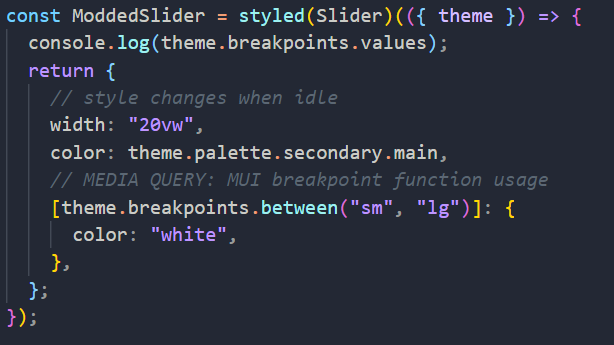 const ModdedSlider = styled(Slider)(({ theme }) => {
  console.log(theme.breakpoints.values);
  return {
    // style changes when idle
    width: "20vw",
    color: theme.palette.secondary.main,
    // MEDIA QUERY: MUI breakpoint function usage
    [theme.breakpoints.between("sm", "lg")]: {
      color: "white",
    },
  };
});